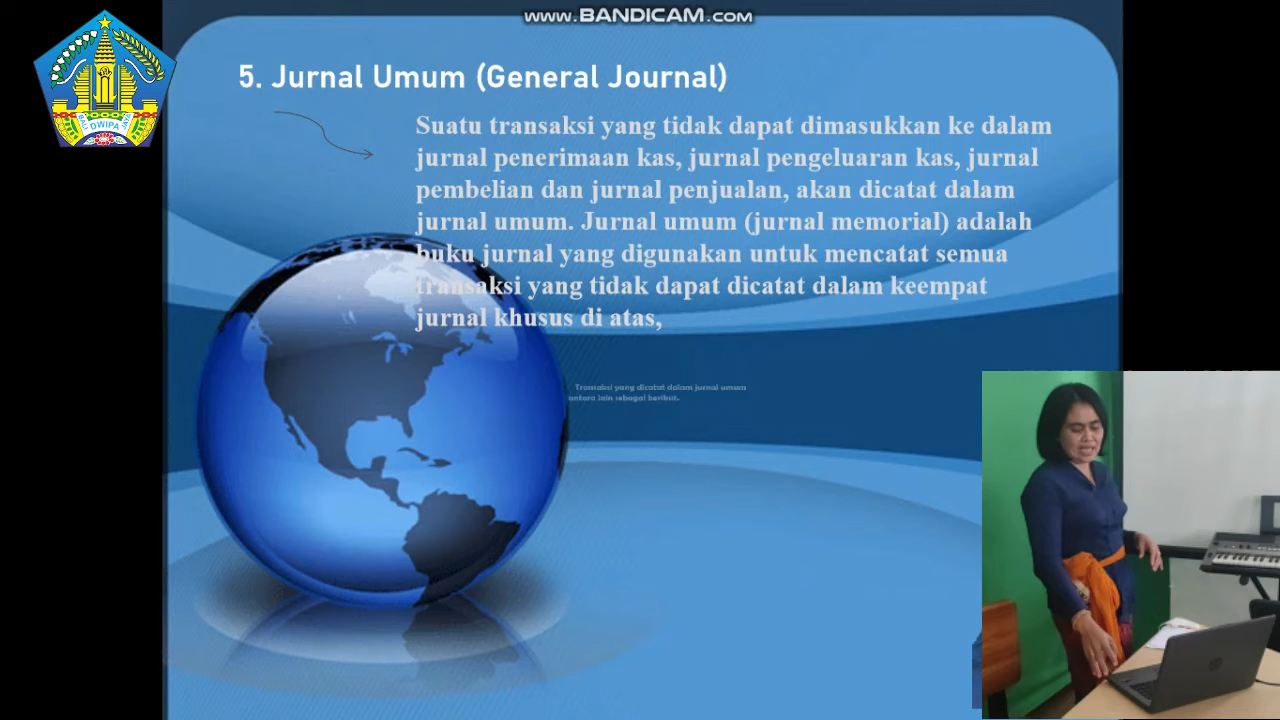 WWW.BANDICAM.COM
BALI DWIPA JAYA
5. Jurnal Umum (General Journal)
Suatu transaksi yang tidak dapat dimasukkan ke dalam
jurnal penerimaan kas, jurnal pengeluaran kas, jurnal
pembelian dan jurnal penjualan, akan dicatat dalam
jurnal umum. Jurnal umum (jurnal memorial) adalah
buku jurnal yang digunakan untuk mencatat semua
transaksi yang tidak dapat dicatat dalam keempat
jurnal khusus di atas,
Transaksi yang dicatat dalam jurnal umum
antara lain sebagai berikut.
hp